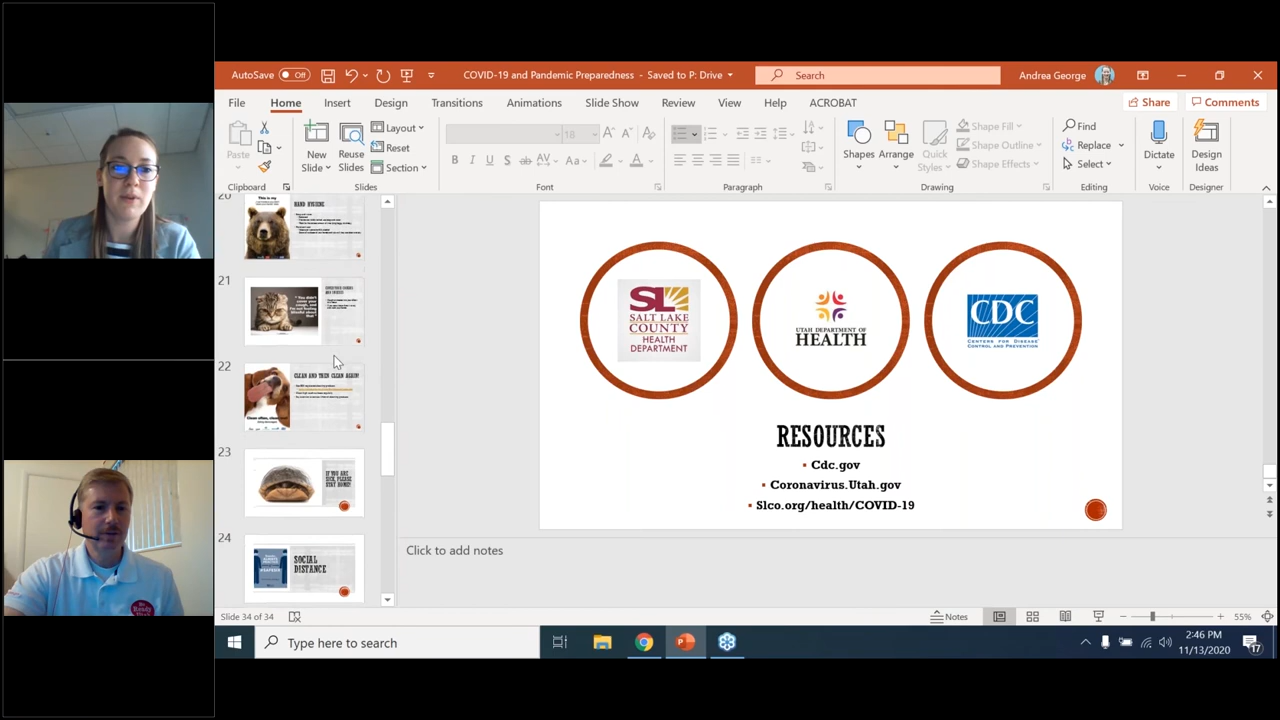 AutoSave Off
COVID-19 and Pandemic Preparedness - Saved to P: Drive
Search
Andrea George
File Home Insert Design Transitions Animations Slide Show Review View Help ACROBAT
Share Comments
Paste
Clipboard
New Slide
Reuse Slides
Layout
Reset
Section
Slides
18
Font
Paragraph
Shapes Arrange Quick Styles
Shape Fill
Shape Outline
Shape Effects
Drawing
Find
Replace
Select
Editing
Dictate
Voice
Design Ideas
Designer
20
This is my
HAND HYGIENE
21
22
CLEAN AND THEN CLEAN AGAIN!
23
IF YOU ARE SICK, PLEASE STAY HOME!
24
SOCIAL DISTANCE
SL
SALT LAKE
COUNTY
HEALTH
DEPARTMENT
UTAH DEPARTMENT OF
HEALTH
CDC
CENTERS FOR DISEASE
CONTROL AND PREVENTION
RESOURCES
▪ Cdc.gov
▪ Coronavirus.Utah.gov
▪ Slco.org/health/COVID-19
Click to add notes
Slide 34 of 34
Notes
55%
Type here to search
2:46 PM
11/13/2020
17